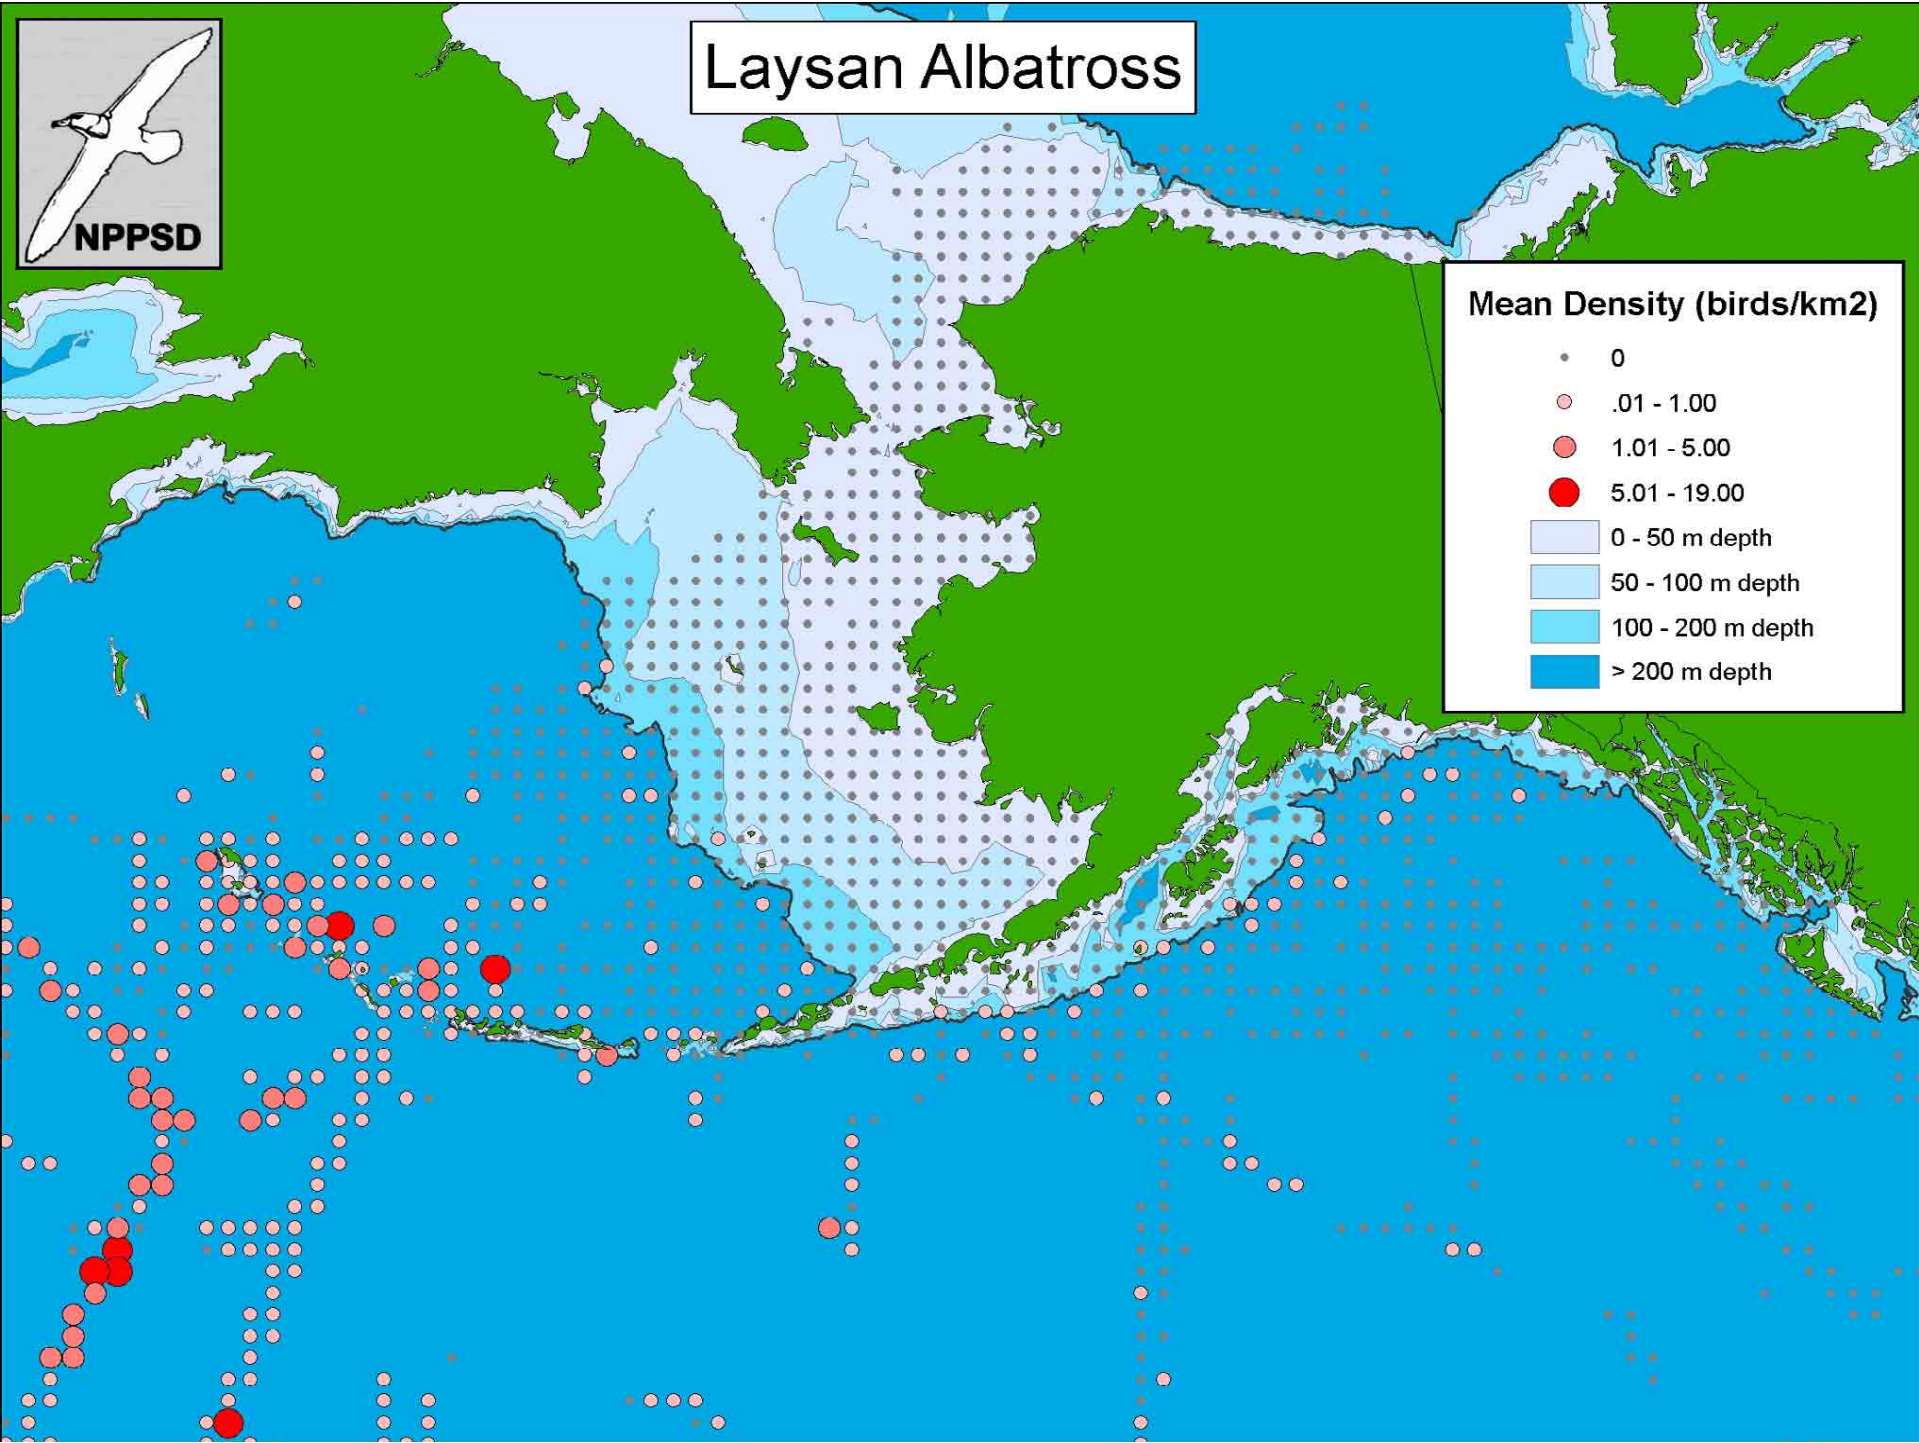 Laysan Albatross
NPPSD
Mean Density (birds/km2)
0
.01 - 1.00
1.01 - 5.00
5.01 - 19.00
0 - 50 m depth
50 - 100 m depth
100 - 200 m depth
> 200 m depth